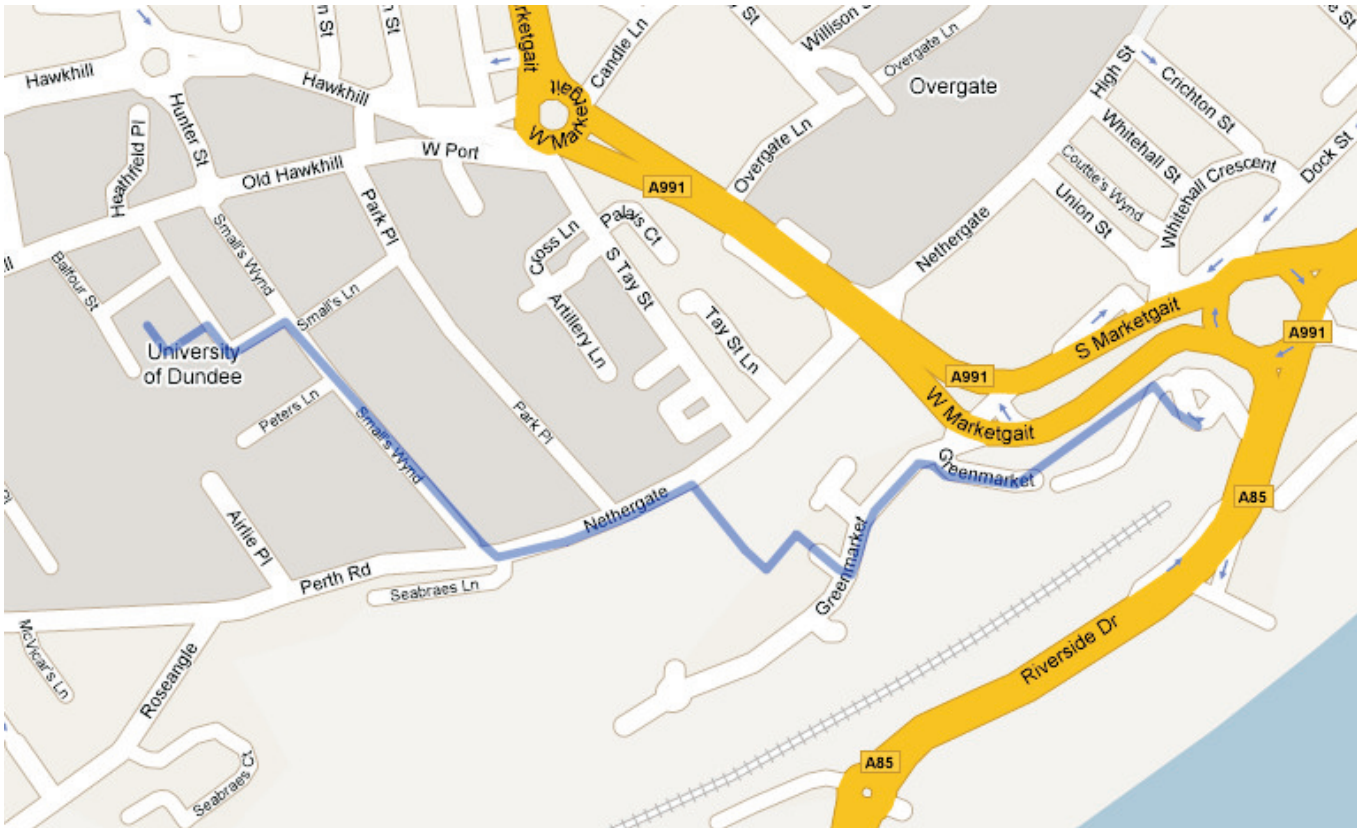 Hawkhill
Hawkhill
Hunter St
Heathfield Pl
Old Hawkhill
W Port
Candle Ln
Willison St
Overgate Ln
Overgate
High St
Crichton St
Whitehall St
Couttie's Wynd
Union St
Whitehall Crescent
Dock St
W Marketgait
A991
Overgate Ln
Nethergate
Balfour St
Small's Wynd
Park Pl
Cross Ln
Palais Ct
S Tay St
Small's Ln
Artillery Ln
Tay St Ln
University
of Dundee
Peters Ln
Small's Wynd
Park Pl
A991
S Marketgait
A991
W Marketgait
Greenmarket
Airlie Pl
Nethergate
Greenmarket
A85
Perth Rd
Seabraes Ln
McVicar's Ln
Roseangle
Seabraes Ct
Riverside Dr
A85